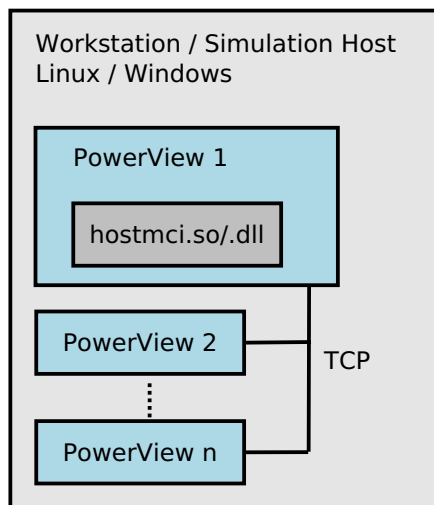 Workstation / Simulation Host
Linux / Windows
PowerView 1
hostmci.so/.dll
PowerView 2
TCP
PowerView n